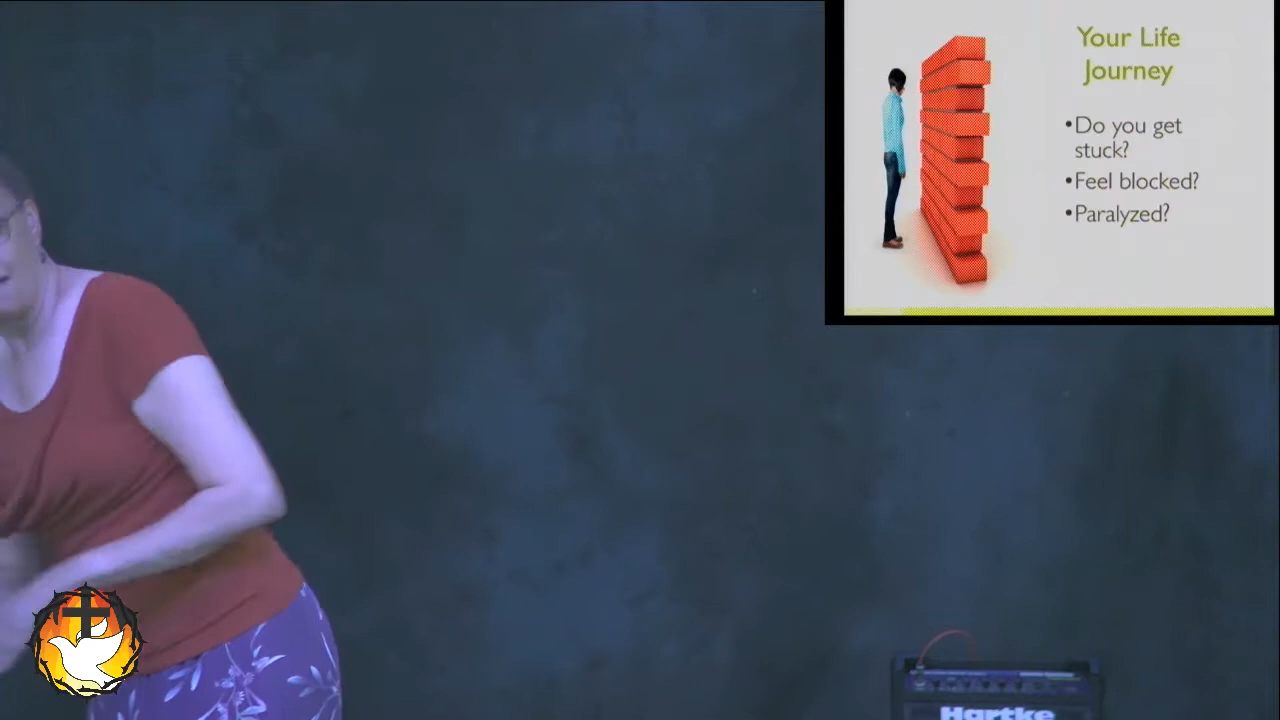 Your Life
Journey
•Do you get
stuck?
•Feel blocked?
•Paralyzed?
Hartke